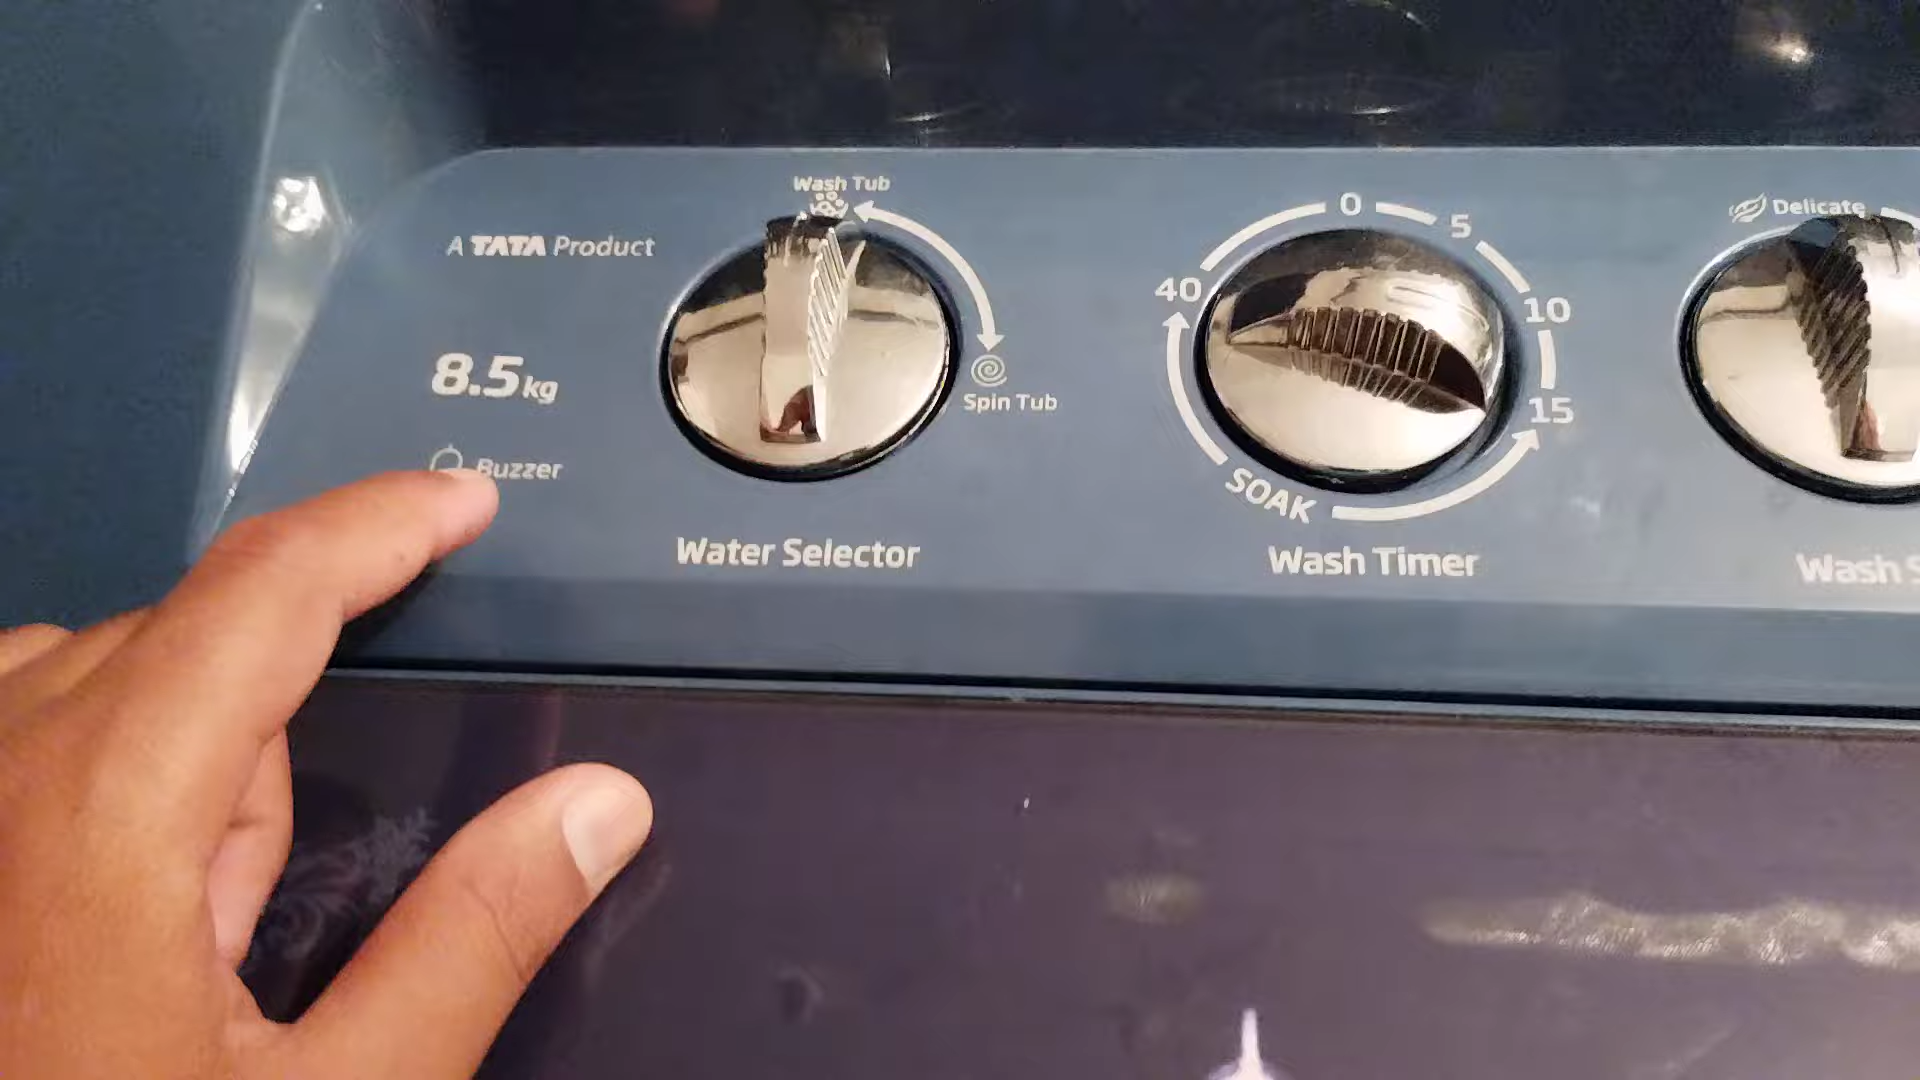 Wash Tub
A TATA Product
8.5kg
Buzzer
Spin Tub
Water Selector
0
5
10
15
SOAK
40
Wash Timer
Delicate
Wash